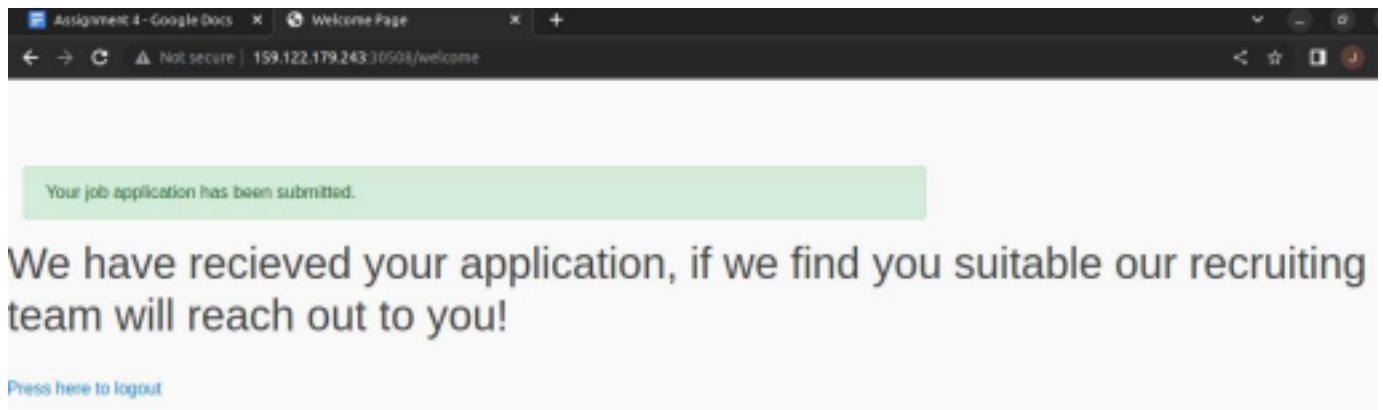 Assignment 4 - Google Docs Welcome Page
Not secure 159.122.179.243:30508/welcome J
Your job application has been submitted.
We have recieved your application, if we find you suitable our recruiting
team will reach out to you!
Press here to logout